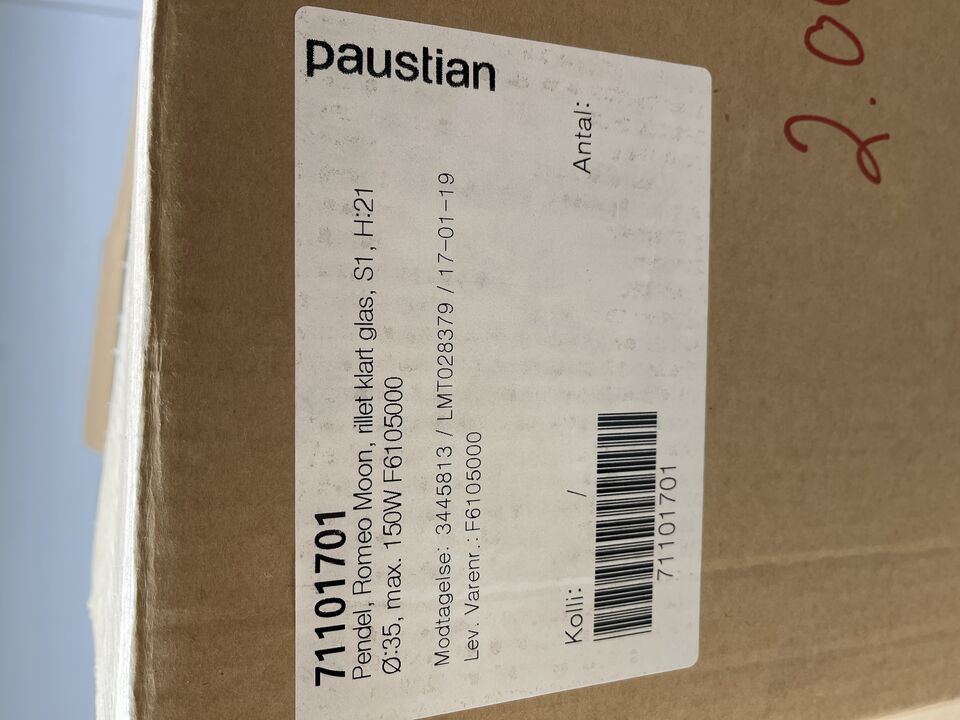 paustian
71101701
Pendel, Romeo Moon, rillet klart glas, S1, H:21
Ø:35, max. 150W F6105000
Modtagelse: 3445813 / LMT028379 / 17-01-19
Lev. Varenr.: F6105000
Kolli: / Antal:
71101701